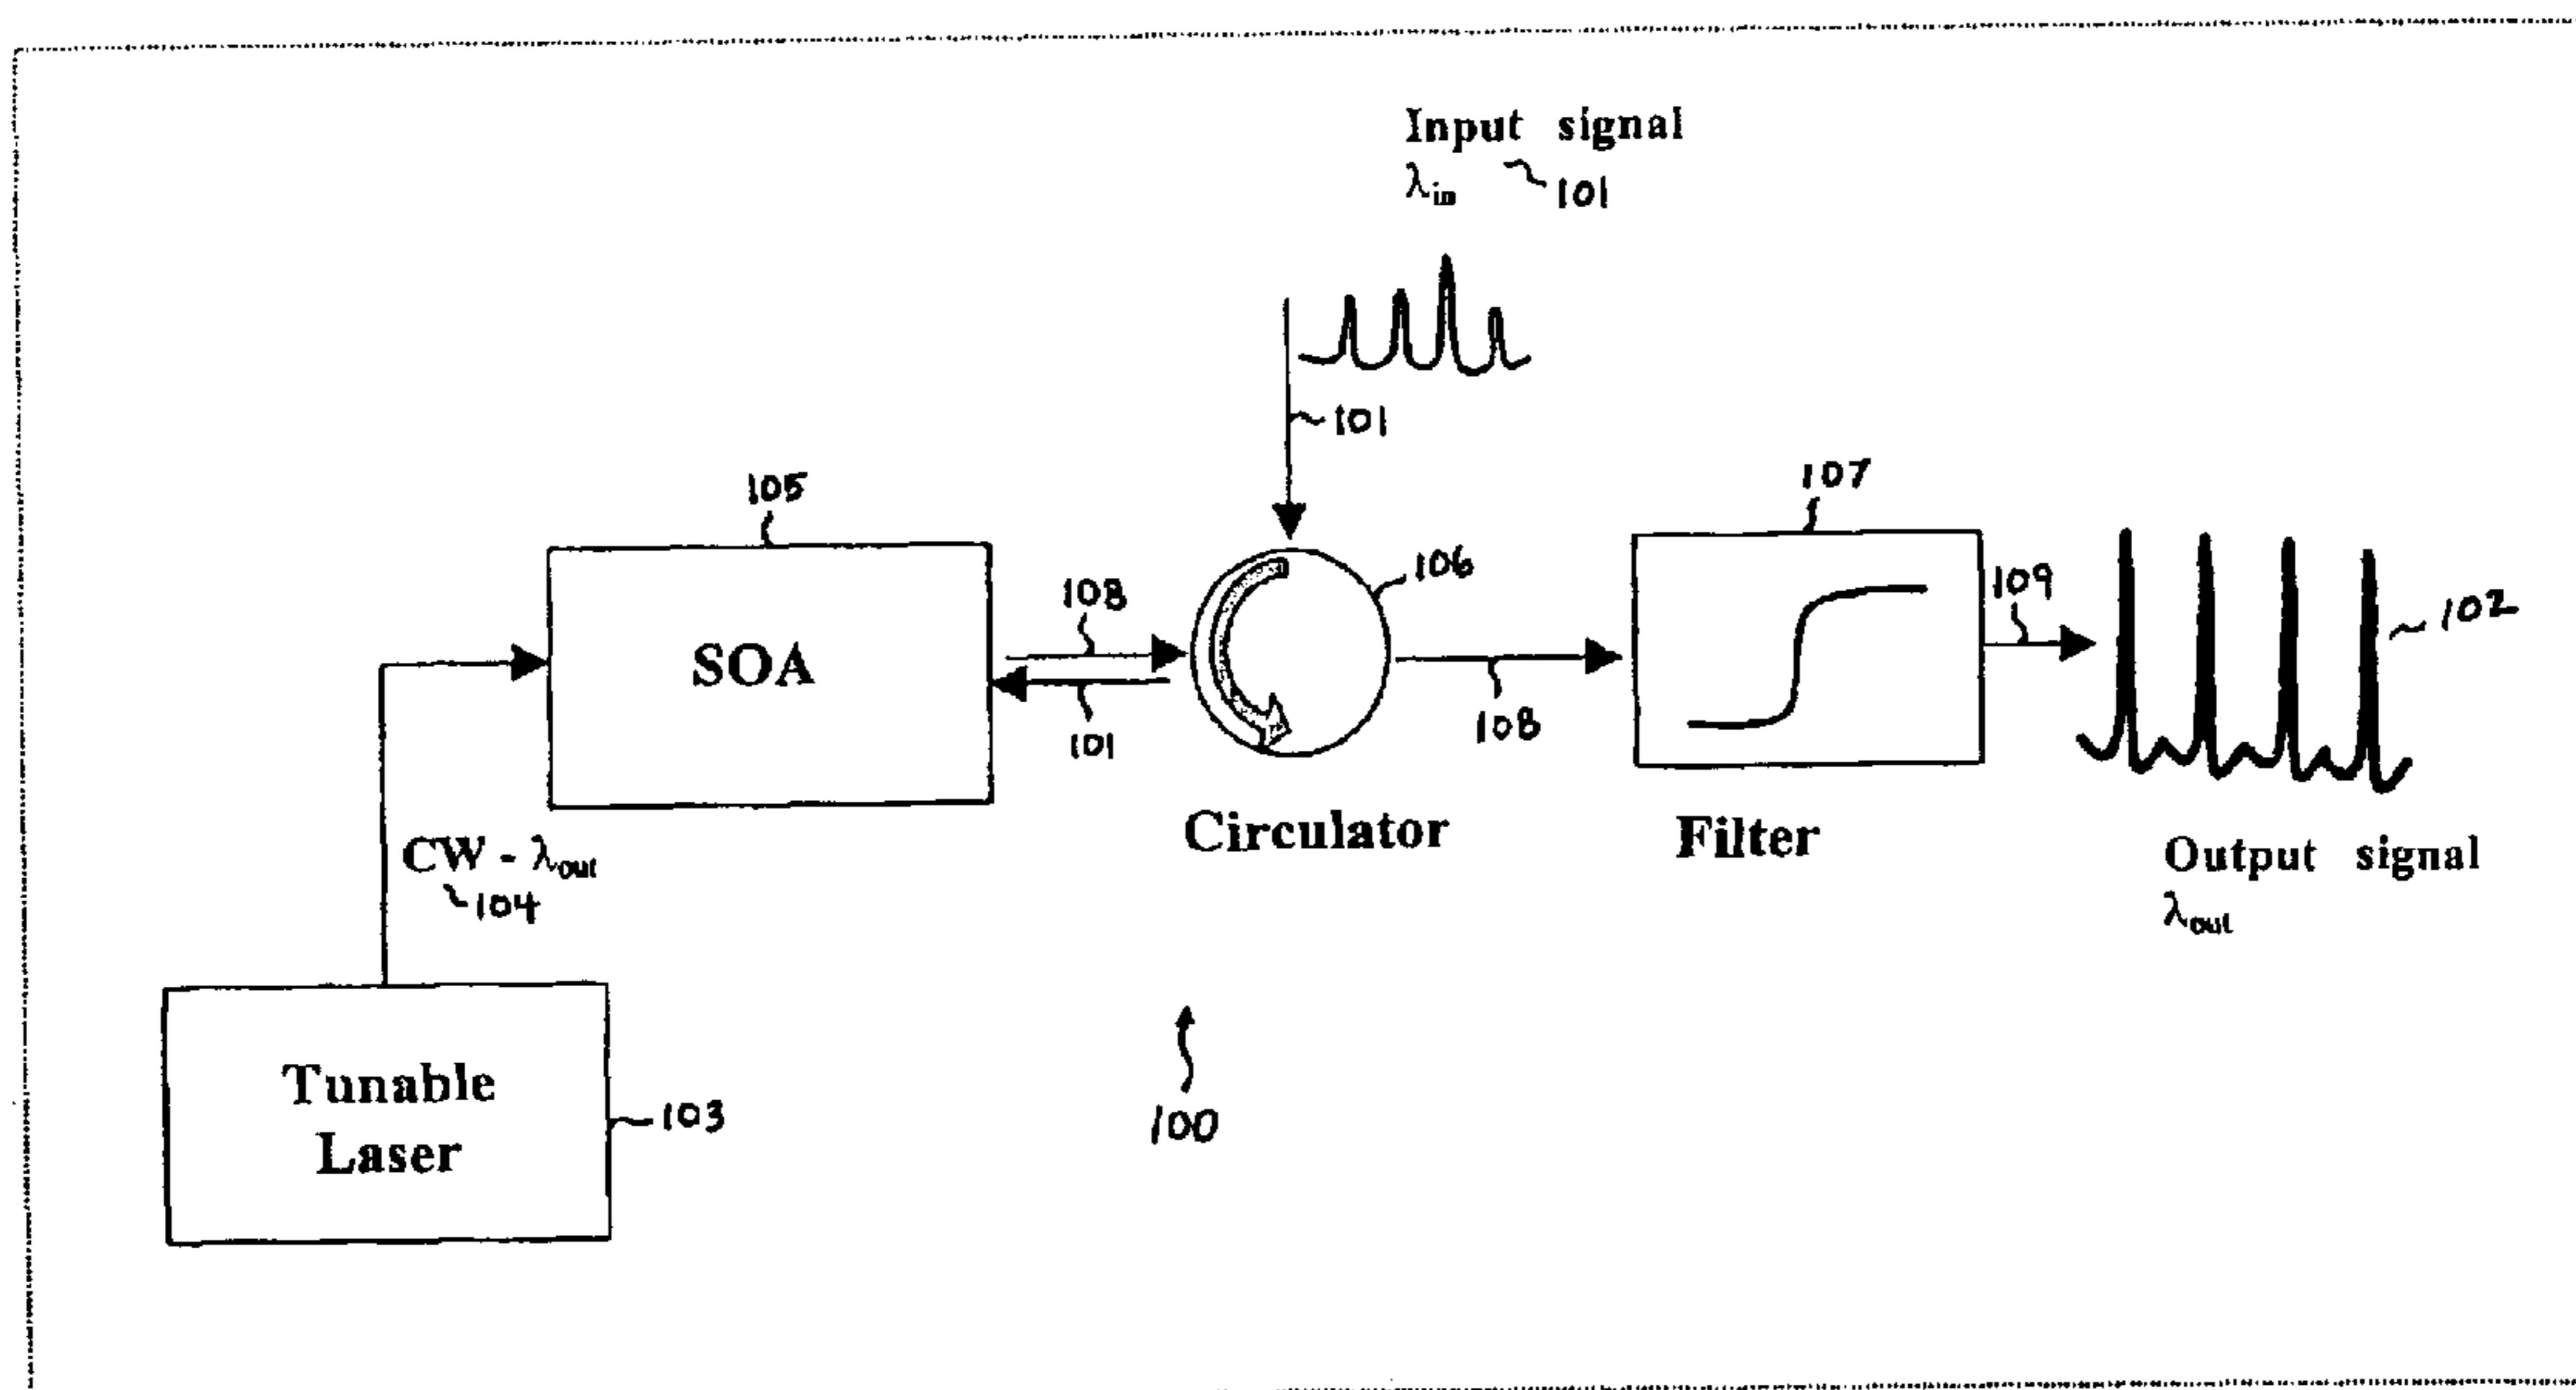 Input signal
λin 101
101
105
107
SOA
108
101
106
108
109
102
Circulator
Filter
Output signal
λout
CW - λout
104
Tunable
Laser
103
100